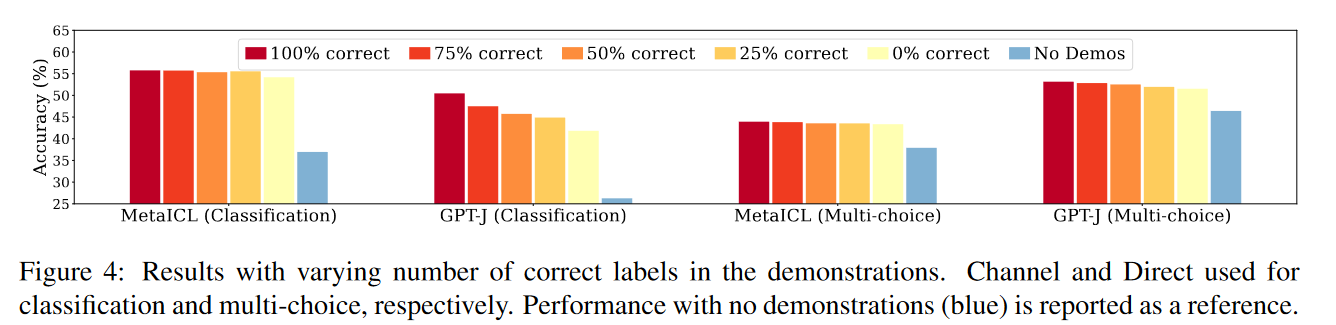 65
60
55
50
45
40
35
30
25
Accuracy (%)
100% correct 75% correct 50% correct 25% correct 0% correct No Demos
MetaICL (Classification) GPT-J (Classification) MetaICL (Multi-choice) GPT-J (Multi-choice)
Figure 4: Results with varying number of correct labels in the demonstrations. Channel and Direct used for
classification and multi-choice, respectively. Performance with no demonstrations (blue) is reported as a reference.